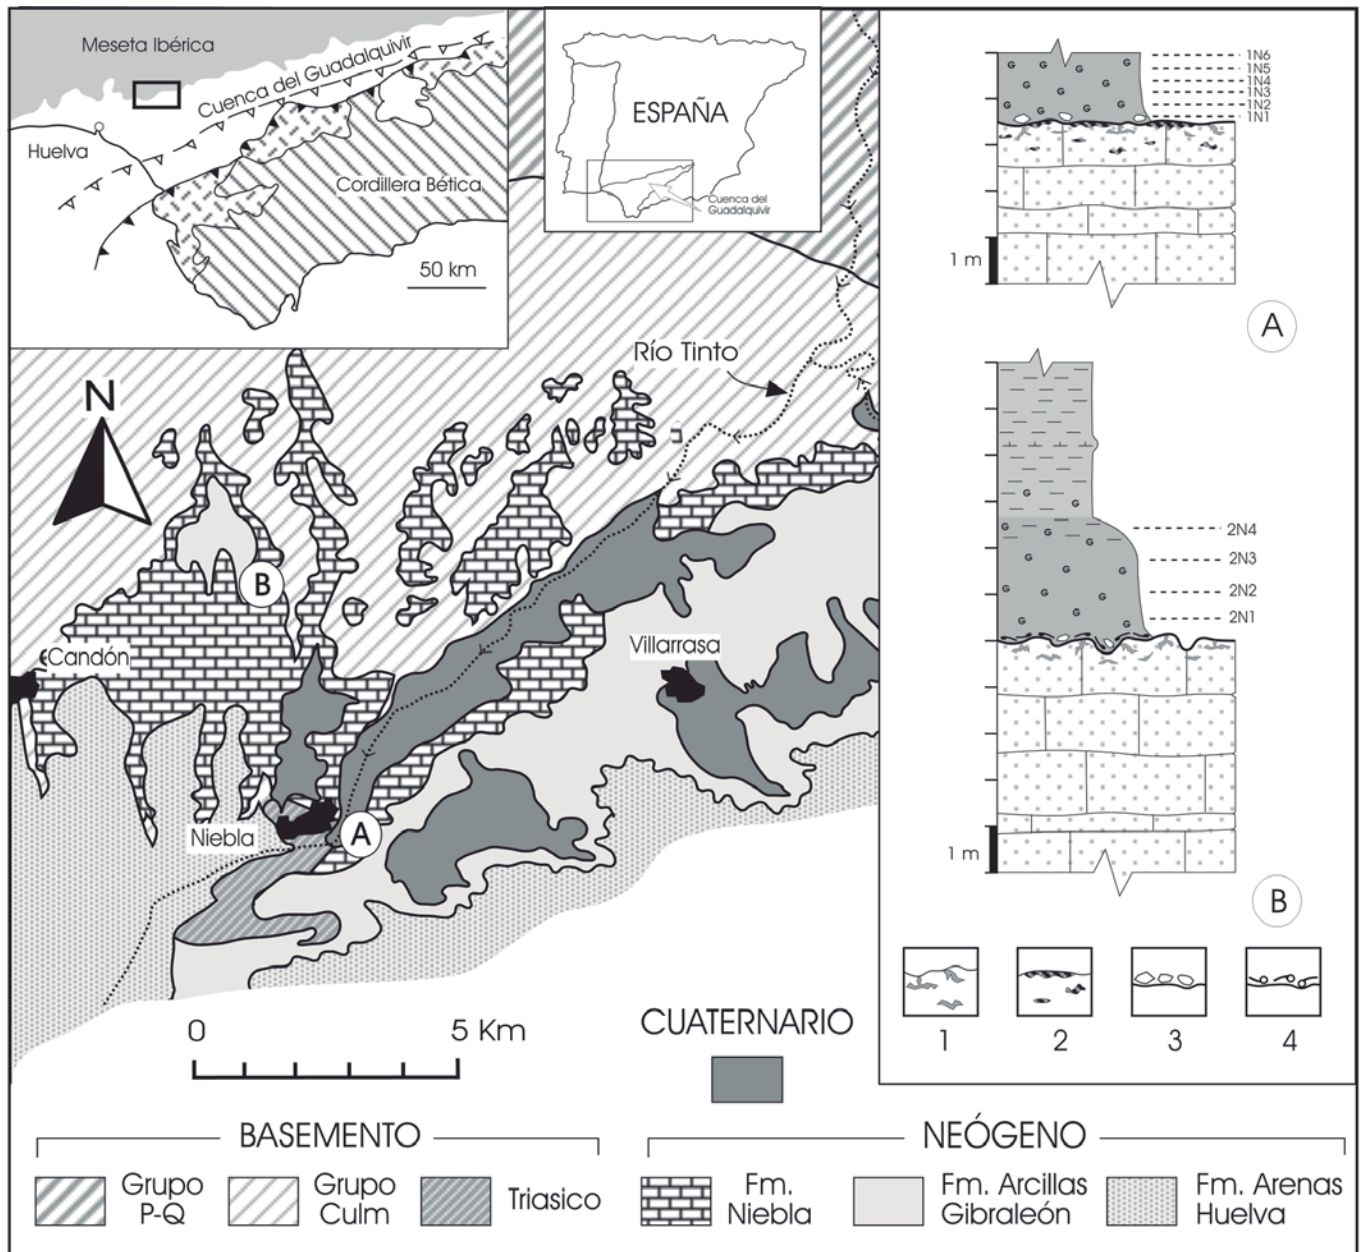 Meseta Ibérica
Cuenca del Guadalquivir
Huelva
Cordillera Bética
50 km
ESPAÑA
Cuenca del
Guadalquivir
N
Río Tinto
B
Candón
Villarrasa
Niebla
A
0
5 Km
1N6
1N5
1N4
1N3
1N2
1N1
G G G G G G G G G G
1 m
A
G
G
G G G
G G
G G
G G
2N4
2N3
2N2
2N1
1 m
B
1
2
3
4
CUATERNARIO
BASEMENTO
Grupo
P-Q
Grupo
Culm
Triasico
NEÓGENO
Fm.
Niebla
Fm. Arcillas
Gibraleón
Fm. Arenas
Huelva